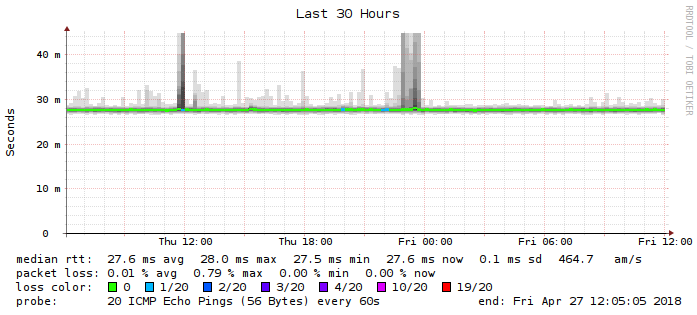 Last 30 Hours
RRDTOOL / TOBI OETIKER
Seconds
40 m
30 m
20 m
10 m
0
Thu 12:00 Thu 18:00 Fri 00:00 Fri 06:00 Fri 12:00
median rtt: 27.6 ms avg 28.0 ms max 27.5 ms min 27.6 ms now 0.1 ms sd 464.7 am/s
packet loss: 0.01 % avg 0.79 % max 0.00 % min 0.00 % now
loss color: 0 1/20 2/20 3/20 4/20 10/20 19/20
probe: 20 ICMP Echo Pings (56 Bytes) every 60s end: Fri Apr 27 12:05:05 2018